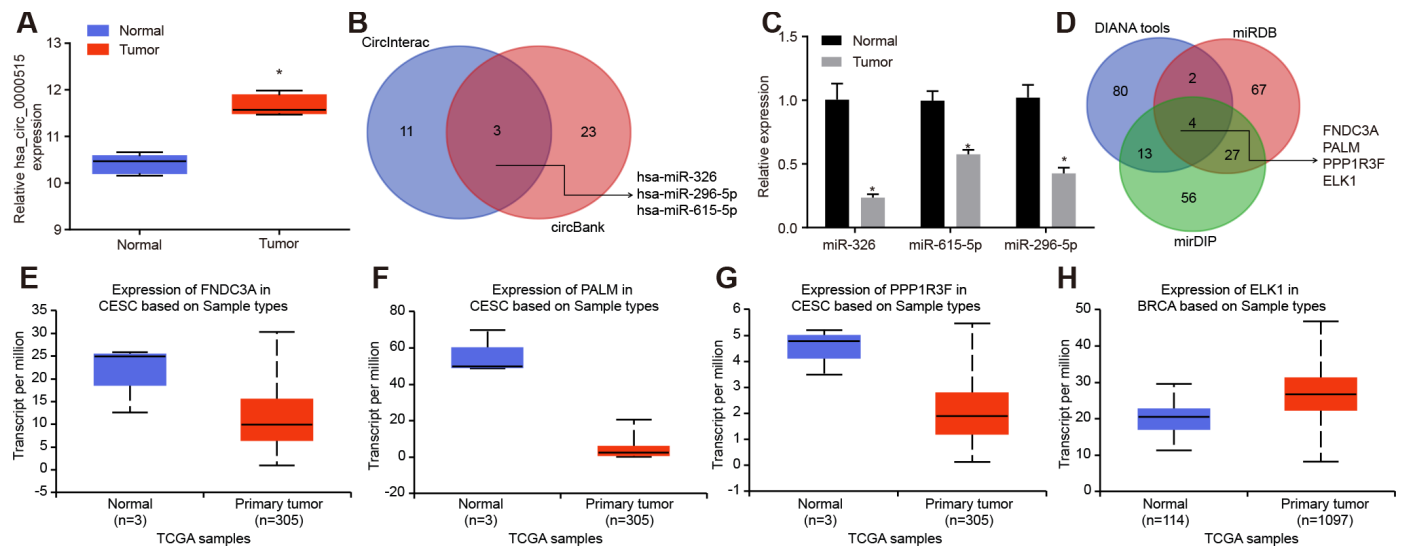 A
Normal
Tumor
Relative hsa_circ_0000515
expression
13
12
11
10
9
*
Normal
Tumor
B
CircInterac
11
3
23
hsa-miR-326
hsa-miR-296-5p
hsa-miR-615-5p
circBank
C
Normal
Tumor
Relative expression
1.5
1.0
0.5
0.0
*
*
*
miR-326
miR-615-5p
miR-296-5p
D
DIANA tools
miRDB
80
2
67
4
13
27
56
FNDC3A
PALM
PPP1R3F
ELK1
mirDIP
E
Expression of FNDC3A in
CESC based on Sample types
Transcript per million
35
30
25
20
15
10
5
0
-5
Normal
(n=3)
Primary tumor
(n=305)
TCGA samples
F
Expression of PALM in
CESC based on Sample types
Transcript per million
80
60
40
20
0
-20
Normal
(n=3)
Primary tumor
(n=305)
TCGA samples
G
Expression of PPP1R3F in
CESC based on Sample types
Transcript per million
6
5
4
3
2
1
0
-1
Normal
(n=3)
Primary tumor
(n=305)
TCGA samples
H
Expression of ELK1 in
BRCA based on Sample types
Transcript per million
50
40
30
20
10
0
Normal
(n=114)
Primary tumor
(n=1097)
TCGA samples